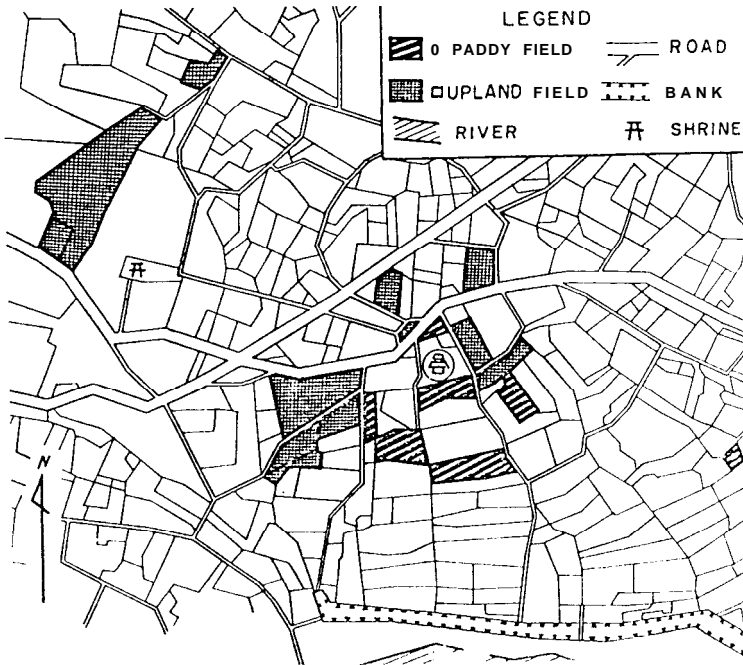 LEGEND
0 PADDY FIELD
ROAD
□UPLAND FIELD
BANK
RIVER
SHRINE
N